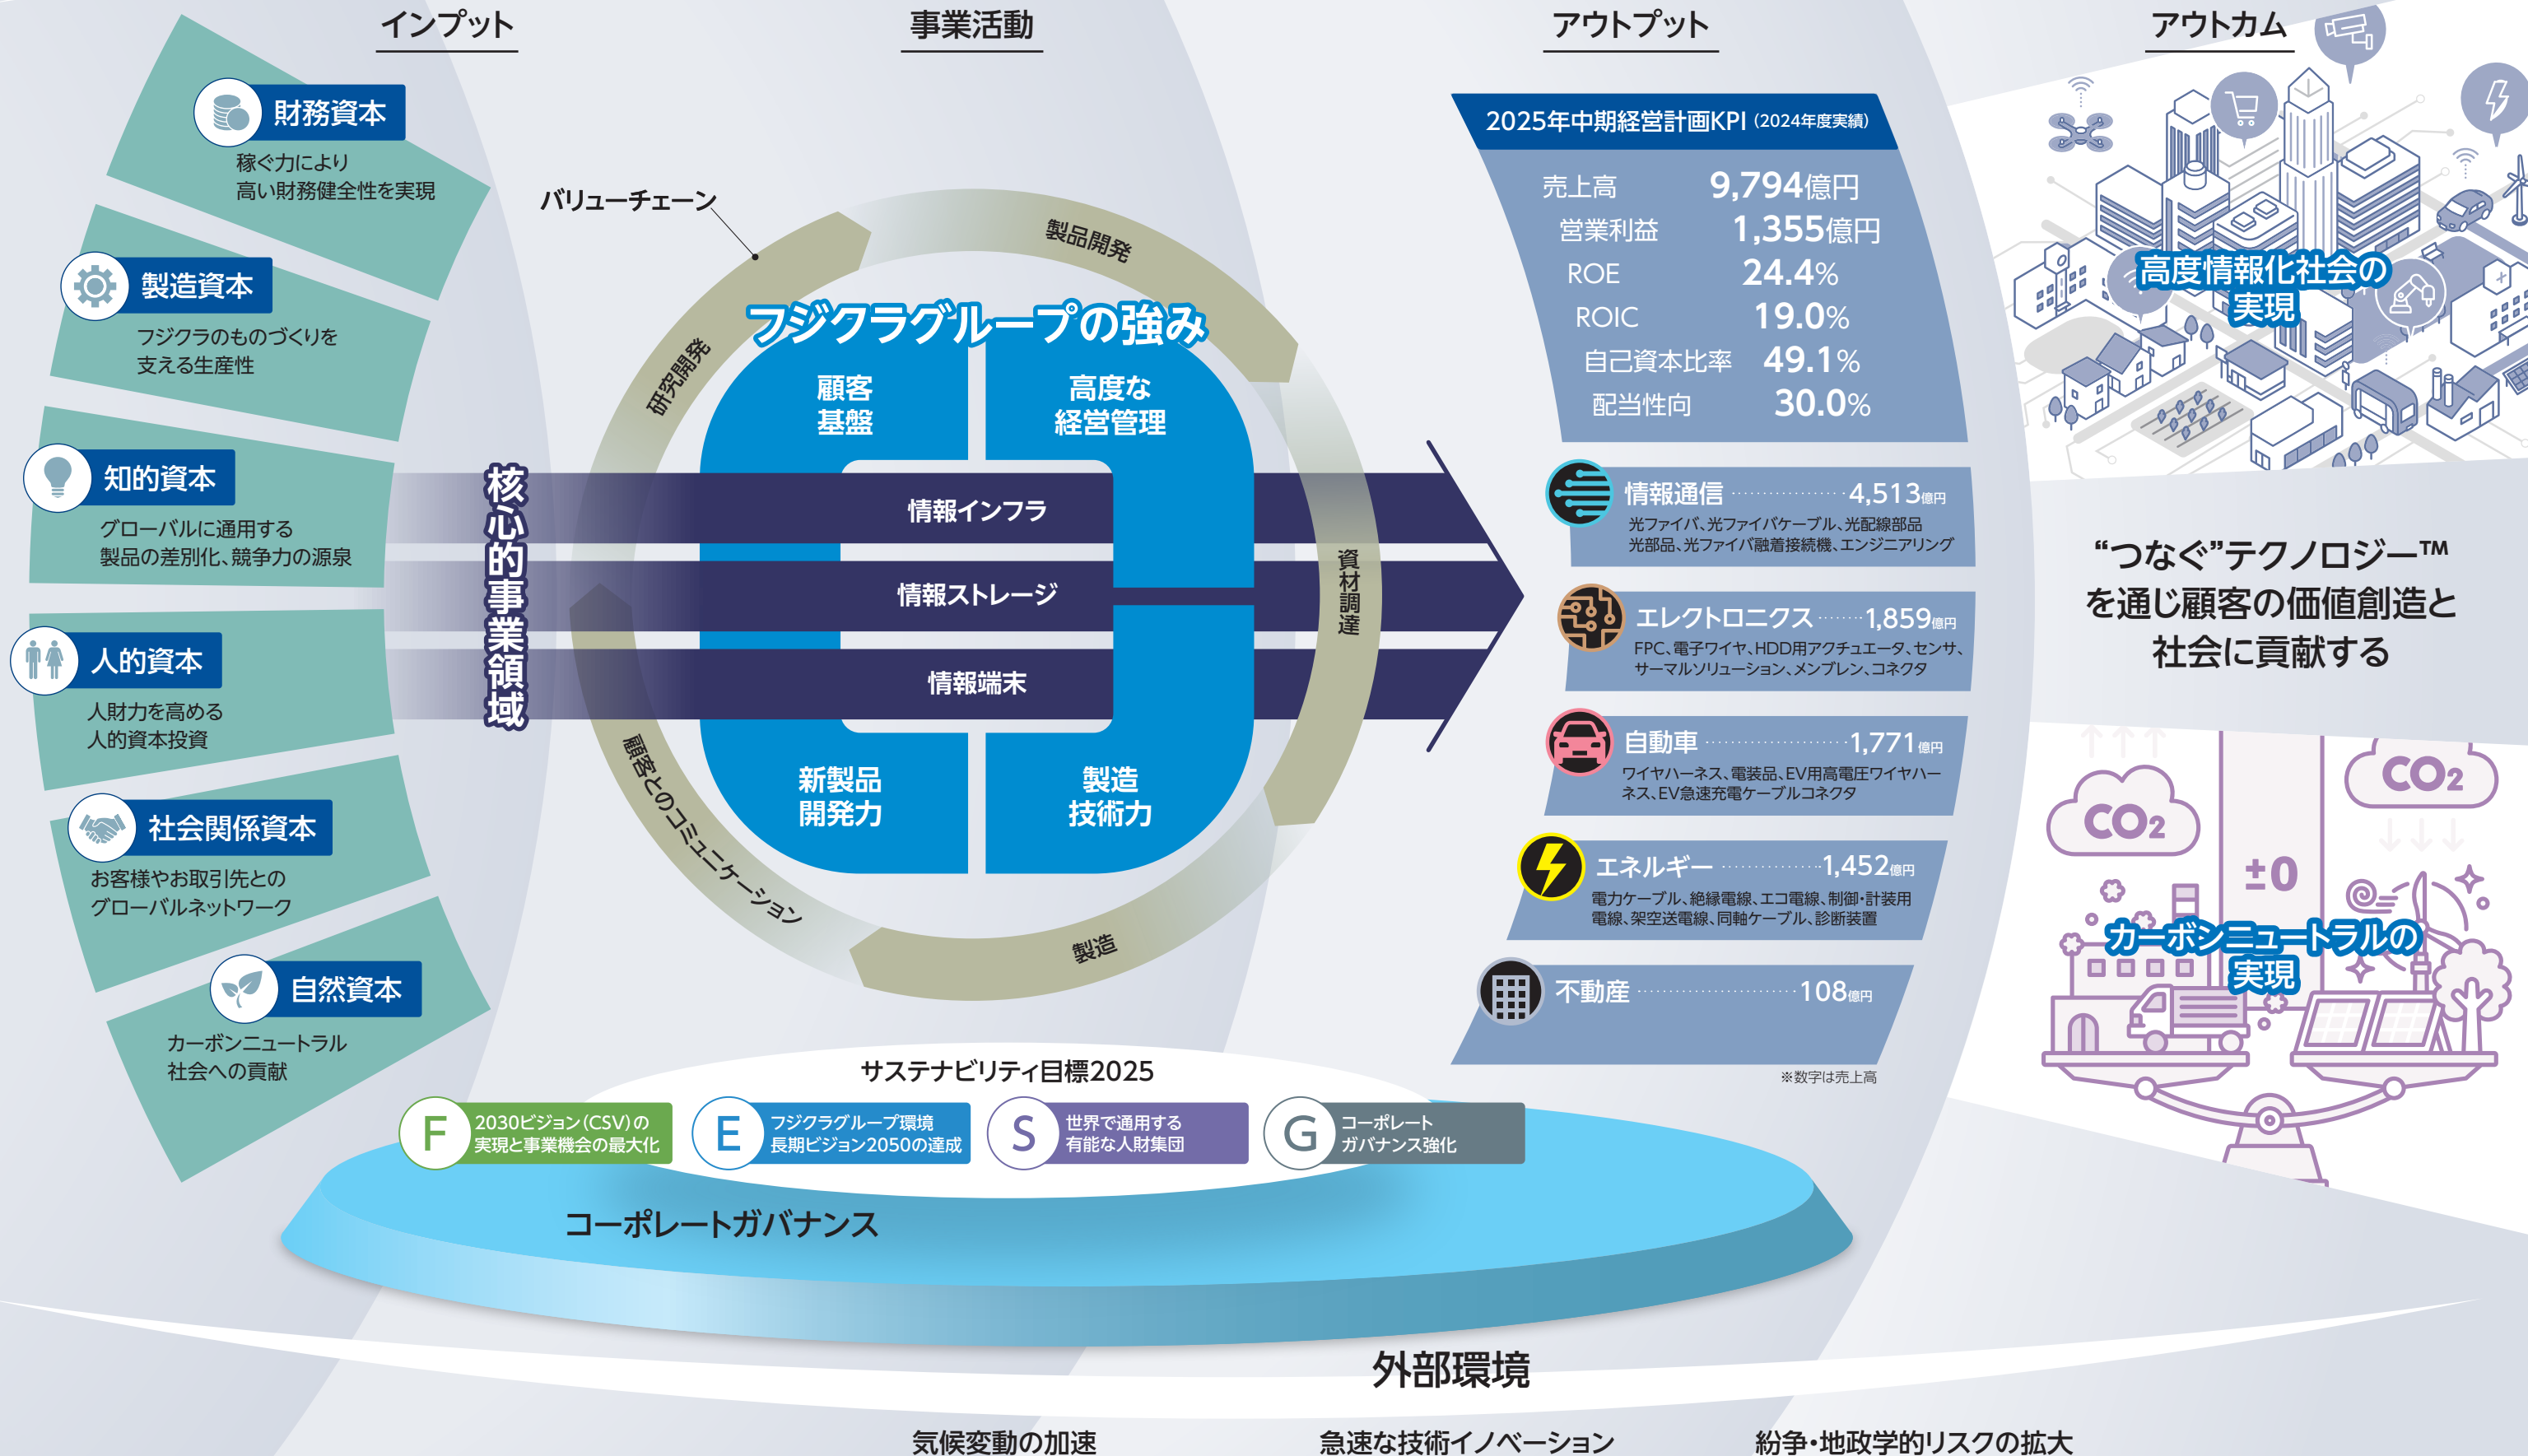 インプット
財務資本
稼ぐ力により
高い財務健全性を実現
製造資本
フジクラのものづくりを
支える生産性
知的資本
グローバルに通用する
製品の差別化、競争力の源泉
人的資本
人財力を高める
人的資本投資
社会関係資本
お客様やお取引先との
グローバルネットワーク
自然資本
カーボンニュートラル
社会への貢献
事業活動
バリューチェーン
研究開発
製品開発
資材調達
製造
顧客とのコミュニケーション
フジクラグループの強み
顧客
基盤
高度な
経営管理
核心的事業領域
情報インフラ
情報ストレージ
情報端末
新製品
開発力
製造
技術力
アウトプット
2025年中期経営計画KPI(2024年度実績)
売上高 9,794億円
営業利益 1,355億円
ROE 24.4%
ROIC 19.0%
自己資本比率 49.1%
配当性向 30.0%
情報通信 4,513億円
光ファイバ、光ファイバケーブル、光配線部品
光部品、光ファイバ融着接続機、エンジニアリング
エレクトロニクス 1,859億円
FPC、電子ワイヤ、HDD用アクチュエータ、センサ、
サーマルソリューション、メンブレン、コネクタ
自動車 1,771億円
ワイヤハーネス、電装品、EV用高電圧ワイヤハー
ネス、EV急速充電ケーブルコネクタ
エネルギー 1,452億円
電力ケーブル、絶縁電線、エコ電線、制御・計装用
電線、架空送電線、同軸ケーブル、診断装置
不動産 108億円
※数字は売上高
アウトカム
高度情報化社会の
実現
“つなぐ”テクノロジー™
を通じ顧客の価値創造と
社会に貢献する
CO2
CO2
±0
カーボンニュートラルの
実現
サステナビリティ目標2025
F
2030ビジョン(CSV)の
実現と事業機会の最大化
E
フジクラグループ環境
長期ビジョン2050の達成
S
世界で通用する
有能な人財集団
G
コーポレート
ガバナンス強化
コーポレートガバナンス
外部環境
気候変動の加速
急速な技術イノベーション
紛争・地政学的リスクの拡大